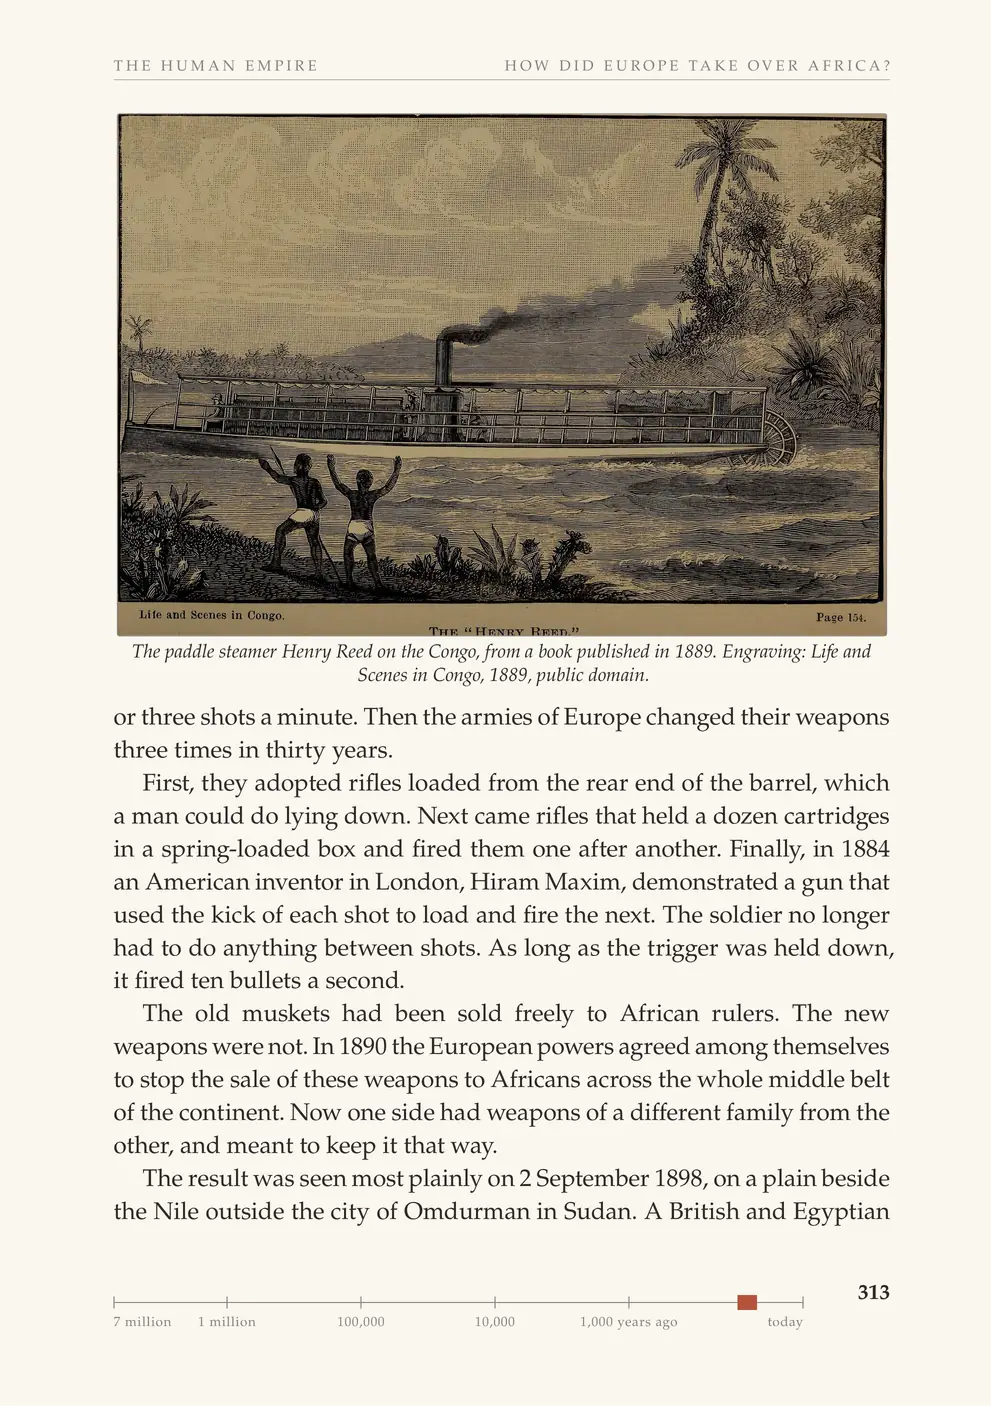 THE HUMAN EMPIRE
HOW DID EUROPE TAKE OVER AFRICA?
Life and Scenes in Congo.
Page 154.
THE "HENRY REED."
The paddle steamer Henry Reed on the Congo, from a book published in 1889. Engraving: Life and
Scenes in Congo, 1889, public domain.
or three shots a minute. Then the armies of Europe changed their weapons
three times in thirty years.
First, they adopted rifles loaded from the rear end of the barrel, which
a man could do lying down. Next came rifles that held a dozen cartridges
in a spring-loaded box and fired them one after another. Finally, in 1884
an American inventor in London, Hiram Maxim, demonstrated a gun that
used the kick of each shot to load and fire the next. The soldier no longer
had to do anything between shots. As long as the trigger was held down,
it fired ten bullets a second.
The old muskets had been sold freely to African rulers. The new
weapons were not. In 1890 the European powers agreed among themselves
to stop the sale of these weapons to Africans across the whole middle belt
of the continent. Now one side had weapons of a different family from the
other, and meant to keep it that way.
The result was seen most plainly on 2 September 1898, on a plain beside
the Nile outside the city of Omdurman in Sudan. A British and Egyptian
313
7 million 1 million 100,000 10,000 1,000 years ago today